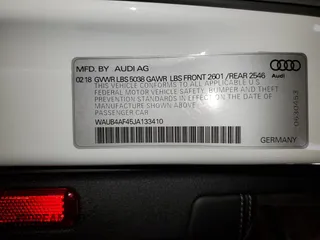 MFD. BY AUDI AG
02 18 GVWR LBS 5038 GAWR LBS FRONT 2601 /REAR 2546
THIS VEHICLE CONFORMS TO ALL APPLICABLE
FEDERAL MOTOR VEHICLE SAFETY, BUMPER AND THEFT
PREVENTION STANDARDS IN EFFECT ON THE DATE OF
MANUFACTURE SHOWN ABOVE.
PASSENGER CAR
WAUB4AF45JA133410
GERMANY
Audi